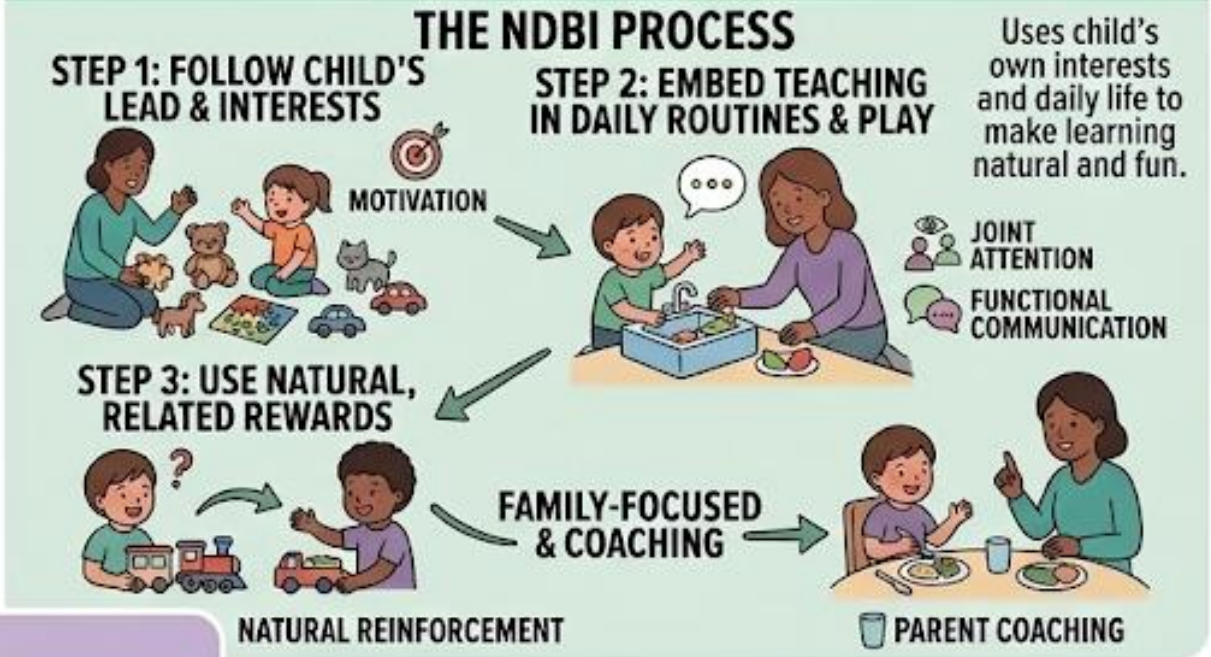 THE NDBI PROCESS
STEP 1: FOLLOW CHILD'S
LEAD & INTERESTS
MOTIVATION
STEP 2: EMBED TEACHING
IN DAILY ROUTINES & PLAY
Uses child's
own interests
and daily life to
make learning
natural and fun.
JOINT
ATTENTION
FUNCTIONAL
COMMUNICATION
STEP 3: USE NATURAL,
RELATED REWARDS
?
NATURAL REINFORCEMENT
FAMILY-FOCUSED
& COACHING
PARENT COACHING